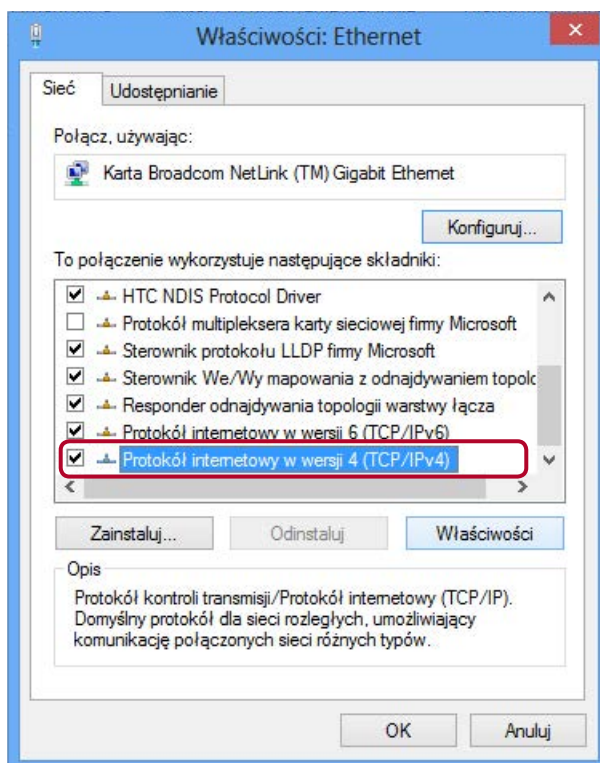 Właściwości: Ethernet
Sieć
Udostępnianie
Połącz, używając:
Karta Broadcom NetLink (TM) Gigabit Ethernet
Konfiguruj...
To połączenie wykorzystuje następujące składniki:
HTC NDIS Protocol Driver
Protokół multipleksera karty sieciowej firmy Microsoft
Sterownik protokołu LLDP firmy Microsoft
Sterownik We/Wy mapowania z odnajdywaniem topolo
Responder odnajdywania topologii warstwy łącza
Protokół internetowy w wersji 6 (TCP/IPv6)
Protokół internetowy w wersji 4 (TCP/IPv4)
Zainstaluj...
Odinstaluj
Właściwości
Opis
Protokół kontroli transmisji/Protokół internetowy (TCP/IP).
Domyślny protokół dla sieci rozległych, umożliwiający
komunikację połączonych sieci różnych typów.
OK
Anuluj